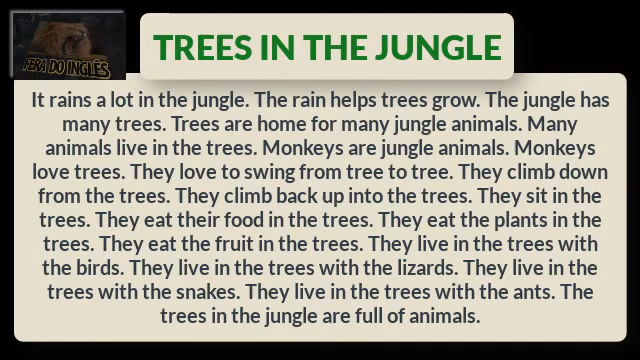 FERA DO INGLÊS
TREES IN THE JUNGLE
It rains a lot in the jungle. The rain helps trees grow. The jungle has
many trees. Trees are home for many jungle animals. Many
animals live in the trees. Monkeys are jungle animals. Monkeys
love trees. They love to swing from tree to tree. They climb down
from the trees. They climb back up into the trees. They sit in the
trees. They eat their food in the trees. They eat the plants in the
trees. They eat the fruit in the trees. They live in the trees with
the birds. They live in the trees with the lizards. They live in the
trees with the snakes. They live in the trees with the ants. The
trees in the jungle are full of animals.